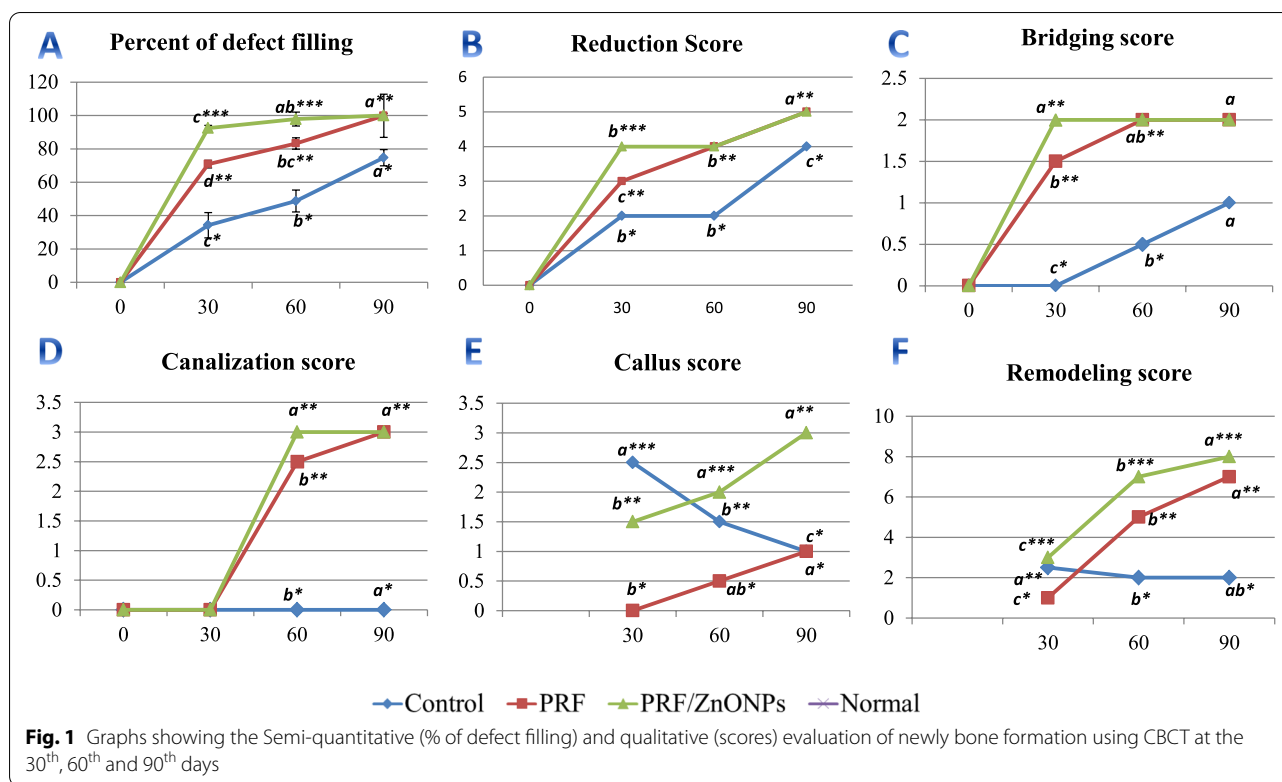 A Percent of defect filling
120
100
80
60
40
20
0
0 30 60 90
c***
ab***
a**
d**
bc**
a*
c*
b*
B Reduction Score
6
5
4
3
2
1
0
0 30 60 90
b***
a**
c**
b**
c*
b*
b*
C Bridging score
2.5
2
1.5
1
0.5
0
0 30 60 90
a**
a
ab**
b**
a
c*
b*
D Canalization score
3.5
3
2.5
2
1.5
1
0.5
0
0 30 60 90
a**
a**
b**
b*
a*
E Callus score
3.5
3
2.5
2
1.5
1
0.5
0
30 60 90
a***
a***
a**
b**
b**
c*
b*
ab*
a*
F Remodeling score
10
8
6
4
2
0
30 60 90
c***
b***
a***
a**
b**
a**
c*
b*
ab*
Control PRF PRF/ZnONPs Normal
Fig. 1 Graphs showing the Semi-quantitative (% of defect filling) and qualitative (scores) evaluation of newly bone formation using CBCT at the
30th, 60th and 90th days